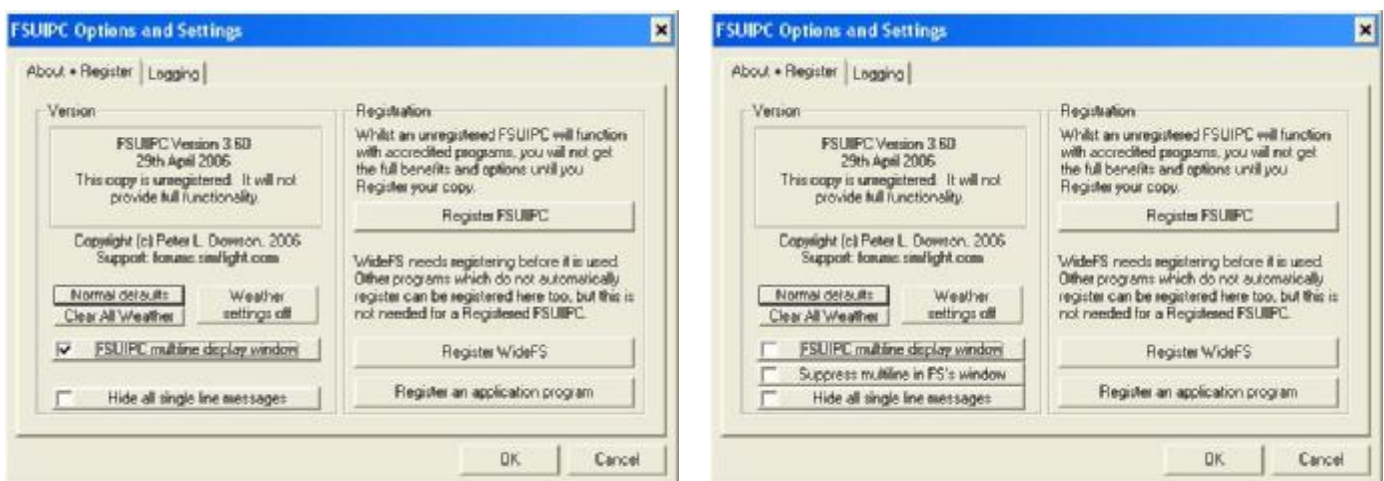 FSUIPC Options and Settings
About • Register
Logging
Version
FSUIPC Version 3.60
29th April 2006
This copy is unregistered. It will not
provide full functionality.
Copyright (c) Peter L. Dowson, 2006
Support: forums.simflight.com
Normal defaults
Clear All Weather
Weather
settings off
FSUIPC multiline display window
Hide all single line messages
Registration
Whilst an unregistered FSUIPC will function
with accredited programs, you will not get
the full benefits and options until you
Register your copy.
Register FSUIPC
WideFS needs registering before it is used.
Other programs which do not automatically
register can be registered here too, but this is
not needed for a Registered FSUIPC.
Register WideFS
Register an application program
OK
Cancel
FSUIPC Options and Settings
About • Register
Logging
Version
FSUIPC Version 3.60
29th April 2006
This copy is unregistered. It will not
provide full functionality.
Copyright (c) Peter L. Dowson, 2006
Support: forums.simflight.com
Normal defaults
Clear All Weather
Weather
settings off
FSUIPC multiline display window
Suppress multiline in FS's window
Hide all single line messages
Registration
Whilst an unregistered FSUIPC will function
with accredited programs, you will not get
the full benefits and options until you
Register your copy.
Register FSUIPC
WideFS needs registering before it is used.
Other programs which do not automatically
register can be registered here too, but this is
not needed for a Registered FSUIPC.
Register WideFS
Register an application program
OK
Cancel